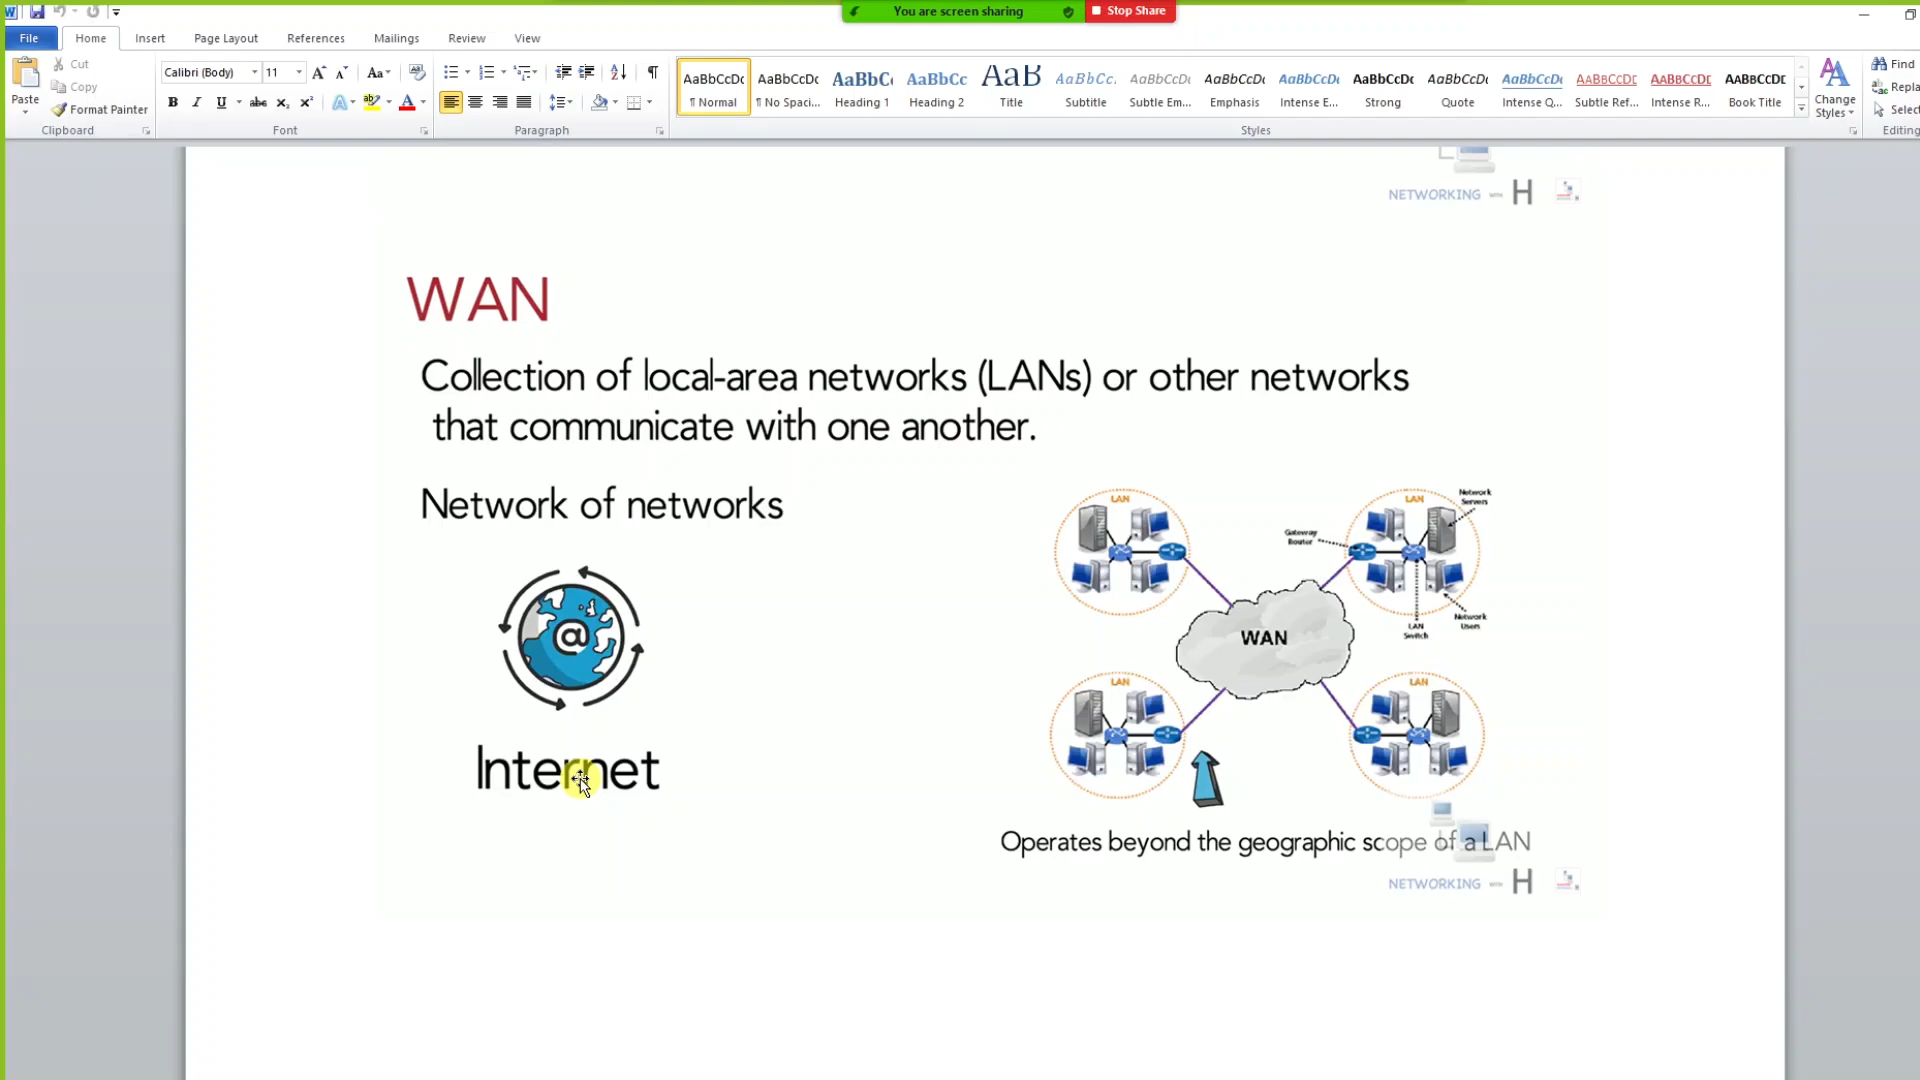 You are screen sharing
Stop Share
File Home Insert Page Layout References Mailings Review View
Paste
Cut
Copy
Format Painter
Clipboard
Calibri (Body) 11
Font
Paragraph
AaBbCcDc AaBbCcDc AaBbCc AaBbCc AaB AaBbCc. AaBbCcDc AaBbCcDc AaBbCcDc AaBbCcDc AaBbCcDc AaBbCcDc AABBCCDC AABBCCDC AABBCCDC
¶ Normal ¶ No Spaci... Heading 1 Heading 2 Title Subtitle Subtle Em... Emphasis Intense E... Strong Quote Intense Q... Subtle Ref... Intense R... Book Title
Styles
Change
Styles
Find
Repla
Select
Editing
NETWORKING WITH H
WAN
Collection of local-area networks (LANs) or other networks
that communicate with one another.
Network of networks
@
Internet
LAN
LAN
Network
Servers
Gateway
Router
WAN
LAN
Switch
Network
Users
LAN
LAN
Operates beyond the geographic scope of a LAN
NETWORKING WITH H